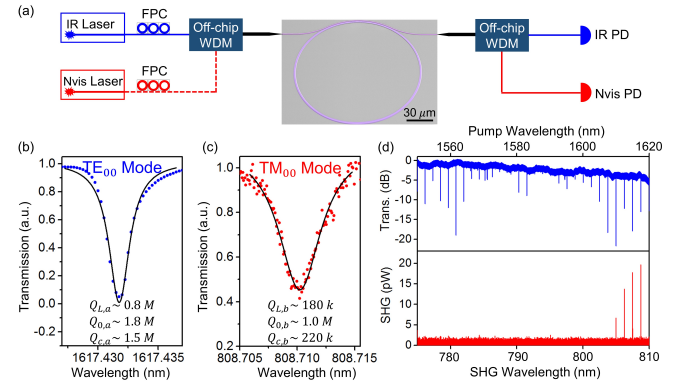 (a)
IR Laser
FPC
Off-chip
WDM
Nvis Laser
FPC
30 μm
Off-chip
WDM
IR PD
Nvis PD
(b)
TE00 Mode
Transmission (a.u.)
1.0
0.8
0.6
0.4
0.2
0.0
-0.2
QL,a~ 0.8 M
Q0,a~ 1.8 M
Qc,a~ 1.5 M
1617.430 1617.435
Wavelength (nm)
(c)
TM00 Mode
Transmission (a.u.)
1.0
0.8
0.6
0.4
0.2
QL,b~ 180 k
Q0,b~ 1.0 M
Qc,b~ 220 k
808.705 808.710 808.715
Wavelength (nm)
(d)
Pump Wavelength (nm)
1560 1580 1600 1620
Trans. (dB)
0
-5
-10
-15
-20
SHG (pW)
20
15
10
5
0
780 790 800 810
SHG Wavelength (nm)